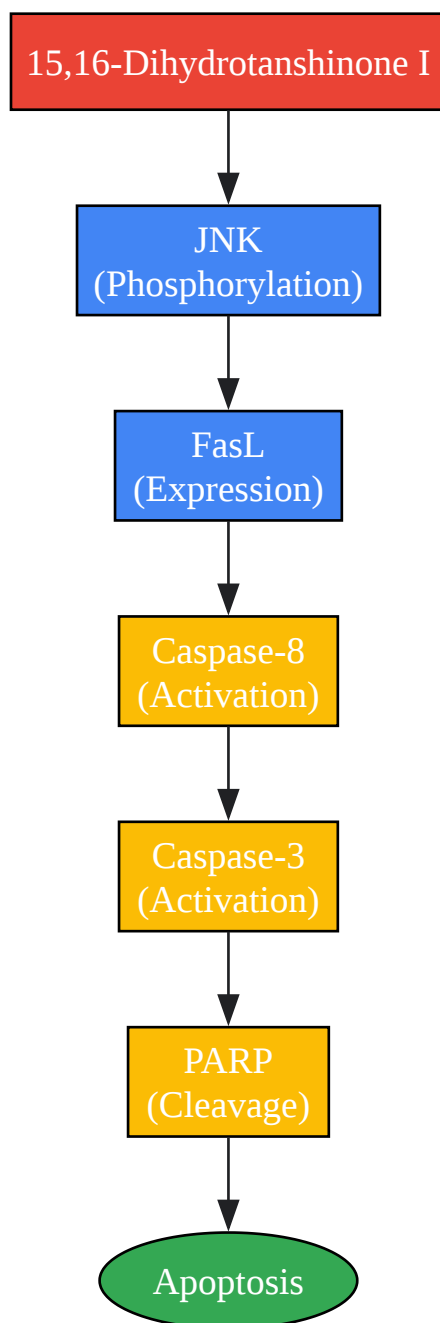 15,16-Dihydrotanshinone I
JNK
(Phosphorylation)
FasL
(Expression)
Caspase-8
(Activation)
Caspase-3
(Activation)
PARP
(Cleavage)
Apoptosis